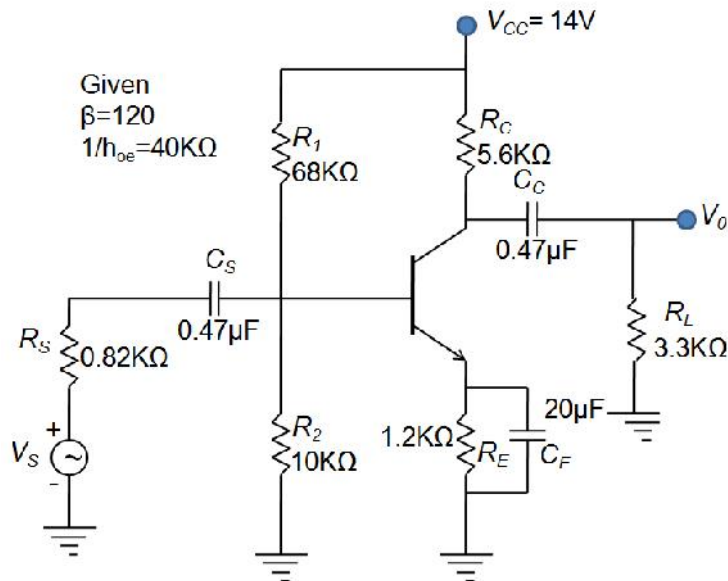 V_CC= 14V
Given
β=120
1/h_oe=40KΩ
R_1
68KΩ
R_C
5.6KΩ
C_C
0.47μF
V_0
C_S
0.47μF
R_S
0.82KΩ
R_L
3.3KΩ
V_S
+
~
-
R_2
10KΩ
1.2KΩ
R_E
20μF
C_F